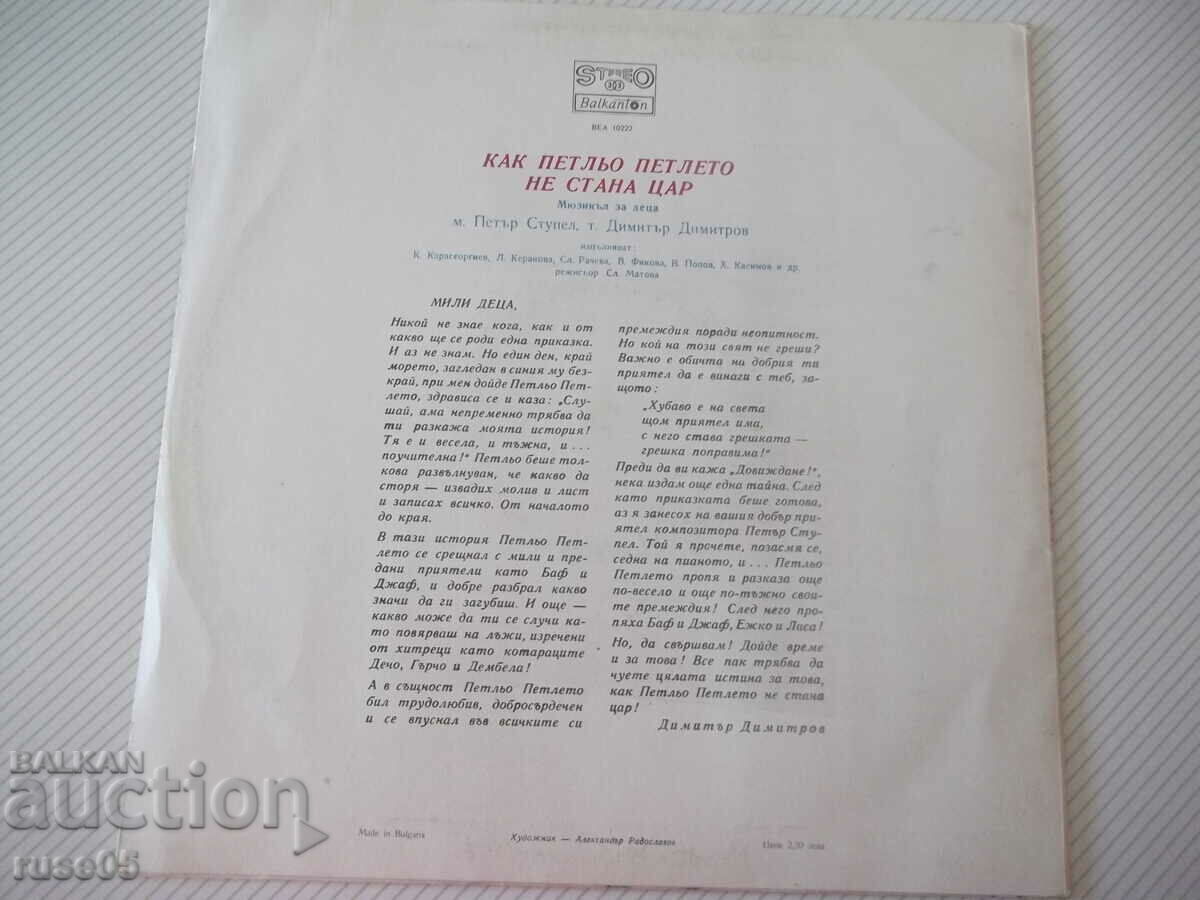 STEREO
33
Balkanton
ВЕА 10222
КАК ПЕТЛЬО ПЕТЛЕТО
НЕ СТАНА ЦАР
Мюзикъл за деца
м. Петър Ступел, т. Димитър Димитров
изпълняват:
К. Карагеоргиев, Л. Керанова, Сл. Рачева, В. Фикова, В. Попов, Х. Касимов и др.
режисьор Сл. Матова
МИЛИ ДЕЦА,
Никой не знае кога, как и от
какво ще се роди една приказка.
И аз не знам. Но един ден, край
морето, загледан в синия му без-
край, при мен дойде Петльо Пет-
лето, здрависа се и каза: „Слу-
шай, ама непременно трябва да
ти разкажа моята история!
Тя е и весела, и тъжна, и...
поучителна!" Петльо беше тол-
кова развълнуван, че какво да
сторя — извадих молив и лист
и записах всичко. От началото
до края.
В тази история Петльо Пет-
лето се срещнал с мили и пре-
дани приятели като Баф и
Джаф, и добре разбрал какво
значи да ги загубиш. И още —
какво може да ти се случи ка-
то повярваш на лъжи, изречени
от хитреци като котараците
Дечо, Гърчо и Дембела!
А в същност Петльо Петлето
бил трудолюбив, добросърдечен
и се впуснал във всичките си
премеждия поради неопитност.
Но кой на този свят не греши?
Важно е обичта на добрия ти
приятел да е винаги с теб, за-
щото:
„Хубаво е на света
щом приятел има,
с него става грешката —
грешка поправима!"
Преди да ви кажа „Довиждане!",
нека издам още една тайна. След
като приказката беше готова,
аз я занесох на вашия добър при-
ятел композитора Петър Сту-
пел. Той я прочете, позасмя се,
седна на пианото, и... Петльо
Петлето пропя и разказа още
по-весело и още по-тъжно свои-
те премеждия! След него про-
пяха Баф и Джаф, Ежко и Лиса!
Но, да свършвам! Дойде време
и за това! Все пак трябва да
чуете цялата истина за това,
как Петльо Петлето не стана
цар!
Димитър Димитров
Made in Bulgaria
Художник — Александър Радославов
Цена 2,70 лева
BALKAN
auction
ruse05